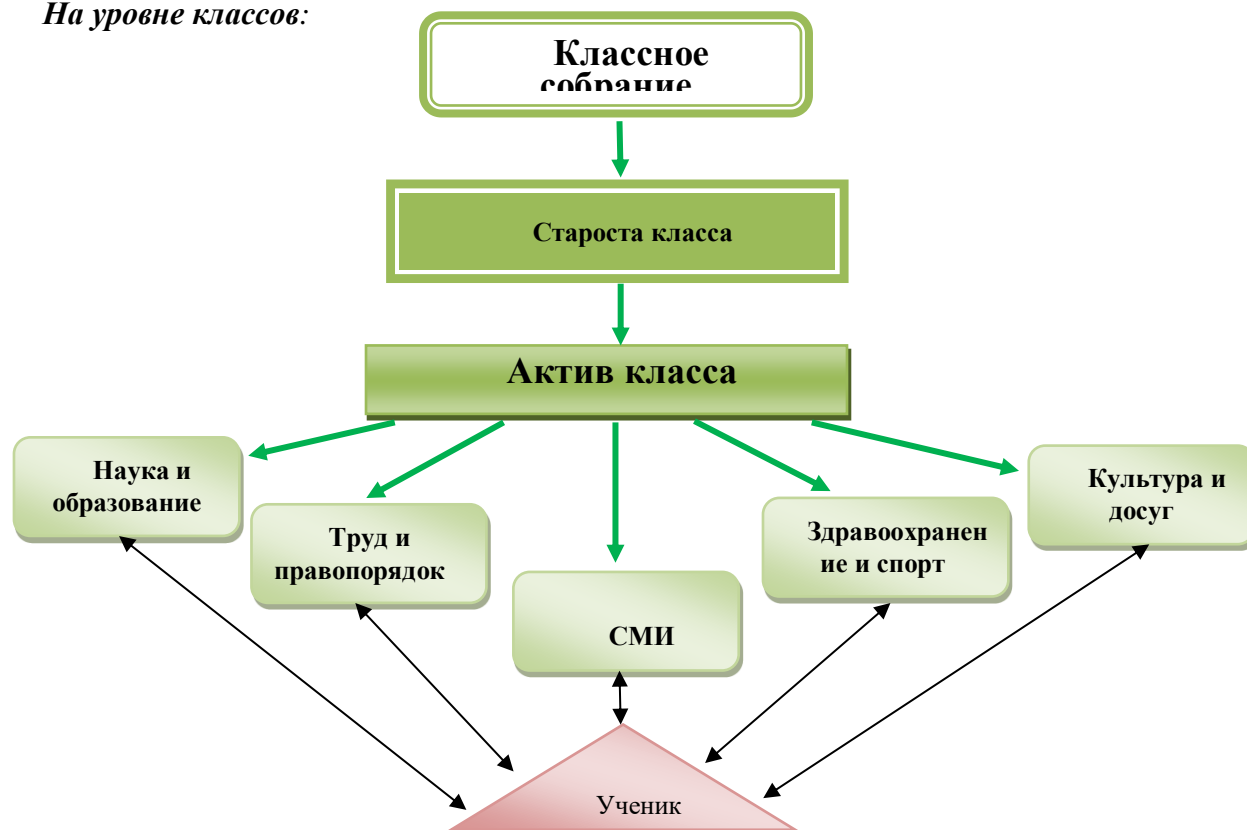 На уровне классов:
Классное
собрание
Староста класса
Актив класса
Наука и
образование
Труд и
правопорядок
СМИ
Здравоохранен
ие и спорт
Культура и
досуг
Ученик